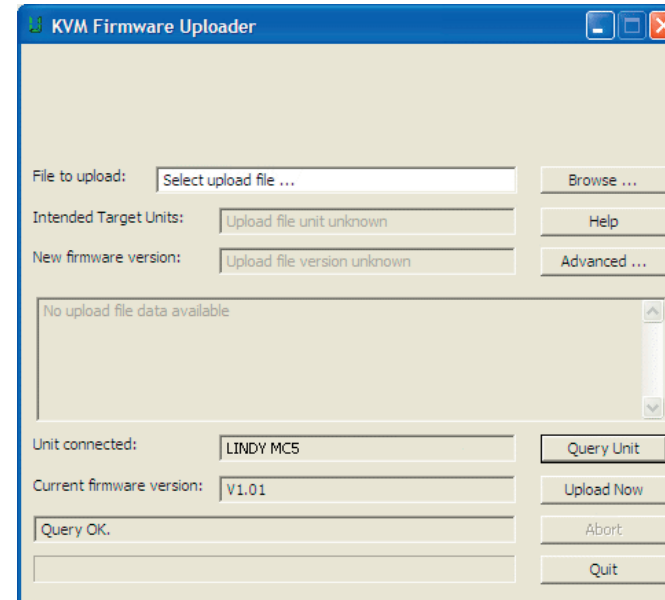 KVM Firmware Uploader
File to upload: Select upload file ... Browse ...
Intended Target Units: Upload file unit unknown Help
New firmware version: Upload file version unknown Advanced ...
No upload file data available
Unit connected: LINDY MC5 Query Unit
Current firmware version: V1.01 Upload Now
Query OK. Abort
Quit